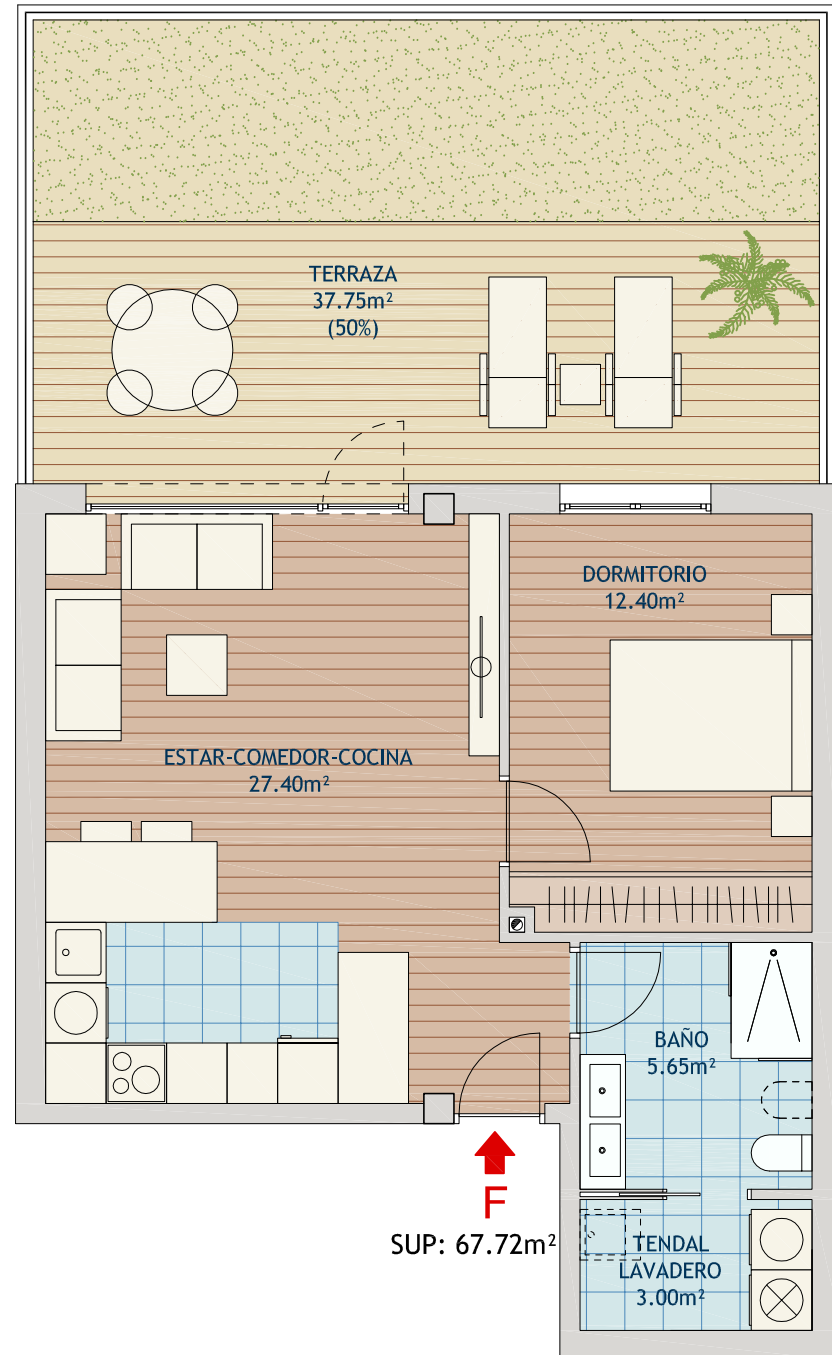 TERRAZA
37.75m²
(50%)
DORMITORIO
12.40m²
ESTAR-COMEDOR-COCINA
27.40m²
BAÑO
5.65m²
F
SUP: 67.72m²
TENDAL
LAVADERO
3.00m²